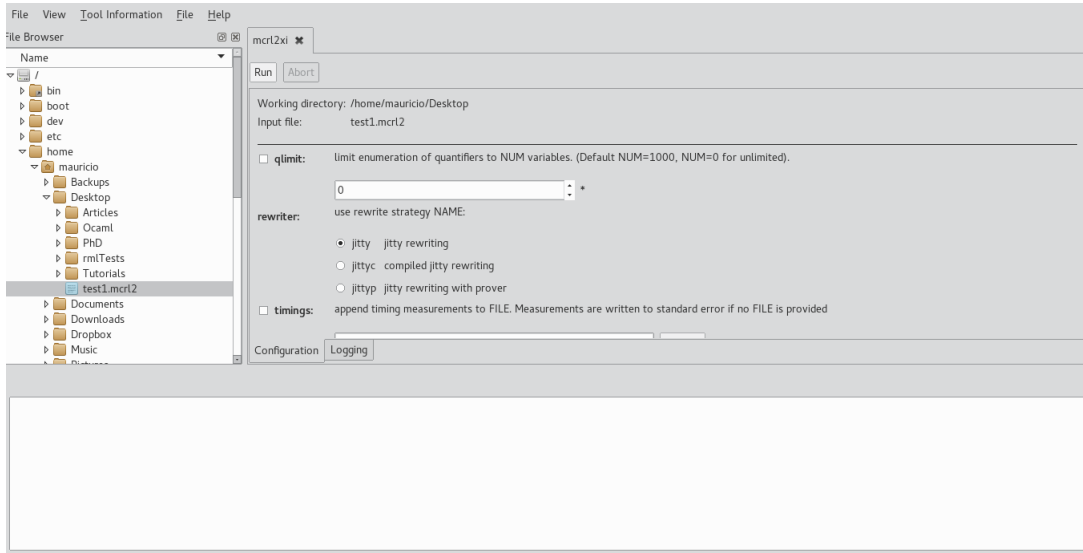 File View Tool Information File Help
File Browser
mcrl2xi
Name
/
bin
boot
dev
etc
home
mauricio
Backups
Desktop
Articles
Ocaml
PhD
rmlTests
Tutorials
test1.mcrl2
Documents
Downloads
Dropbox
Music
Pictures
Run Abort
Working directory: /home/mauricio/Desktop
Input file: test1.mcrl2
qlimit: limit enumeration of quantifiers to NUM variables. (Default NUM=1000, NUM=0 for unlimited).
0 *
rewriter: use rewrite strategy NAME:
jitty jitty rewriting
jittyc compiled jitty rewriting
jittyp jitty rewriting with prover
timings: append timing measurements to FILE. Measurements are written to standard error if no FILE is provided
Configuration Logging